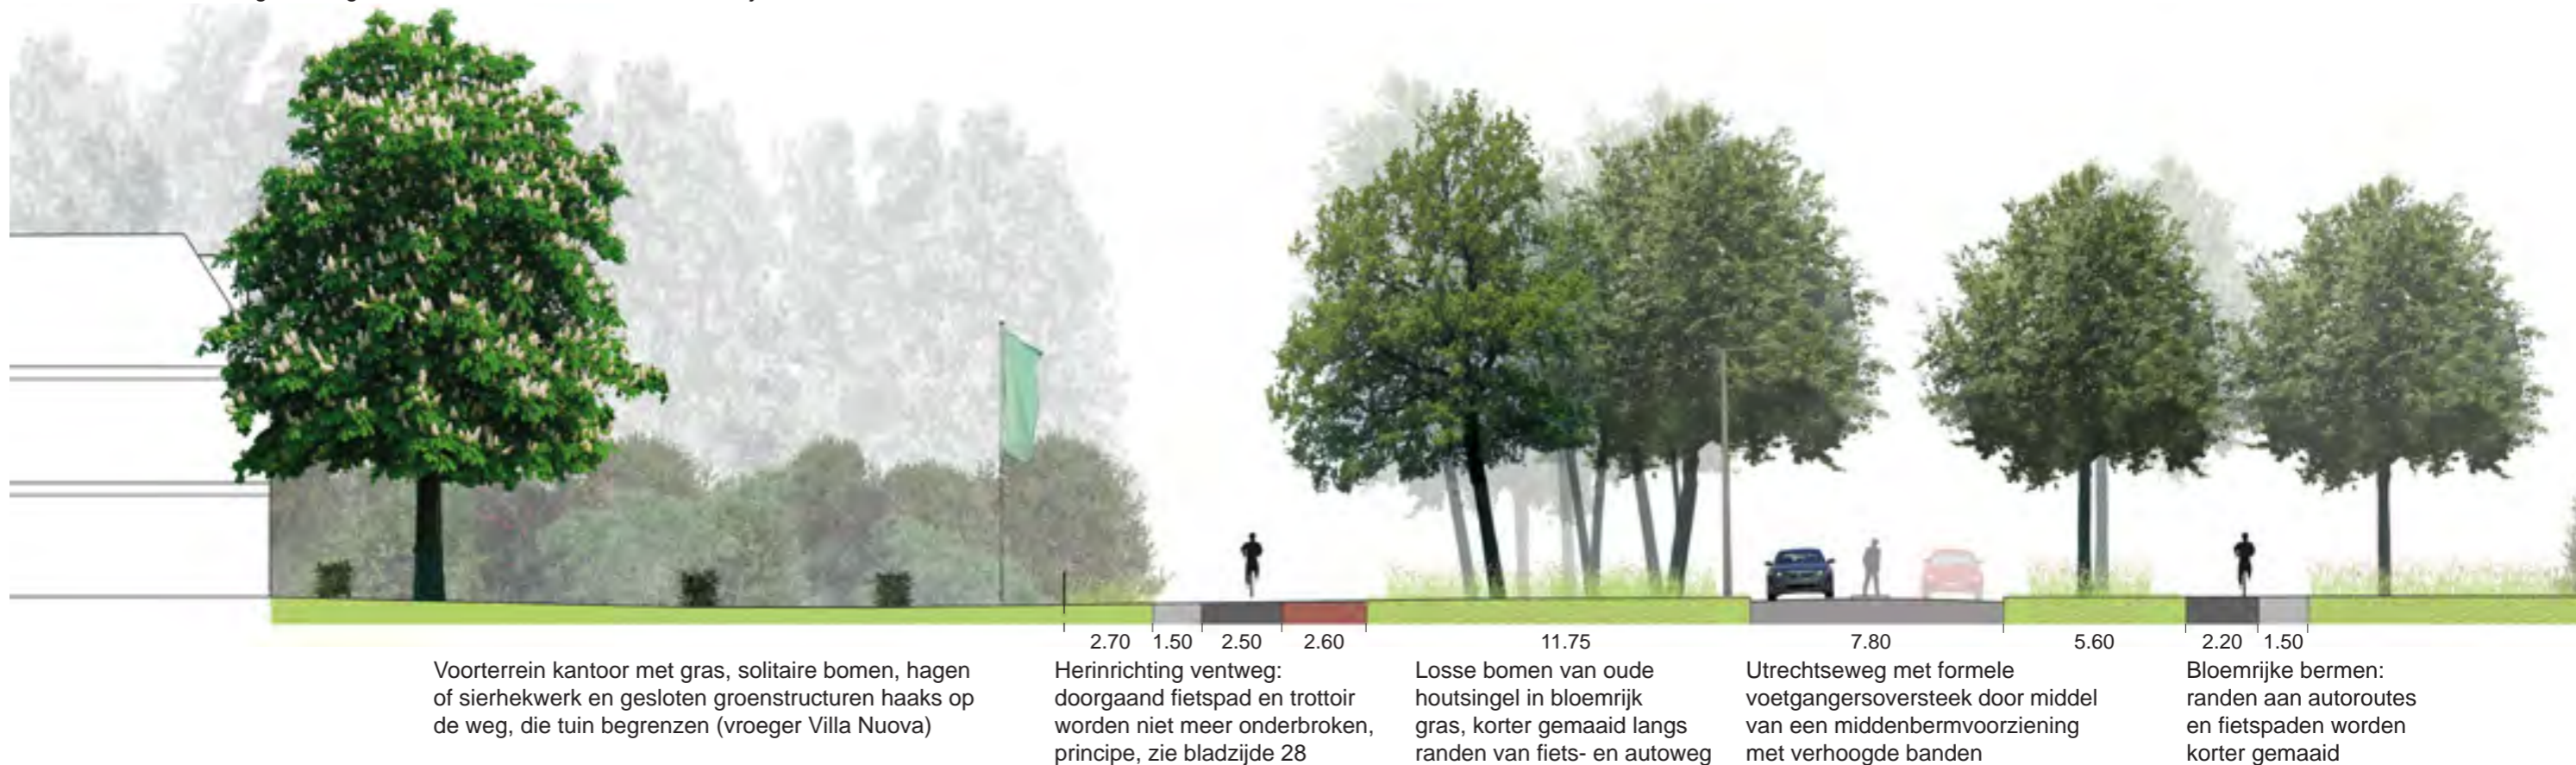 2.70 1.50 2.50 2.60 11.75 7.80 5.60 2.20 1.50
Voorterrein kantoor met gras, solitaire bomen, hagen
of sierhekwerk en gesloten groenstructuren haaks op
de weg, die tuin begrenzen (vroeger Villa Nuova)
Herinrichting ventweg:
doorgaand fietspad en trottoir
worden niet meer onderbroken,
principe, zie bladzijde 28
Losse bomen van oude
houtsingel in bloemrijk
gras, korter gemaaid langs
randen van fiets- en autoweg
Utrechtseweg met formele
voetgangersoversteek door middel
van een middenbermvoorziening
met verhoogde banden
Bloemrijke bermen:
randen aan autoroutes
en fietspaden worden
korter gemaaid